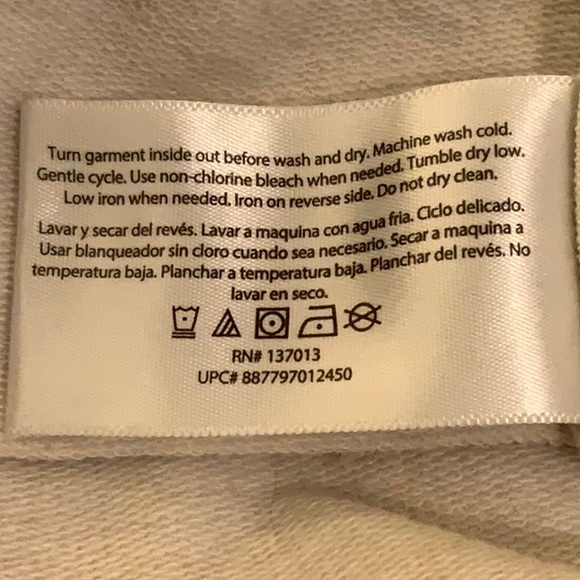 Turn garment inside out before wash and dry. Machine wash cold.
Gentle cycle. Use non-chlorine bleach when needed. Tumble dry low.
Low iron when needed. Iron on reverse side. Do not dry clean.
Lavar y secar del revés. Lavar a maquina con agua fria. Ciclo delicado.
Usar blanqueador sin cloro cuando sea necesario. Secar a maquina a
temperatura baja. Planchar a temperatura baja. Planchar del revés. No
lavar en seco.
RN# 137013
UPC# 887797012450